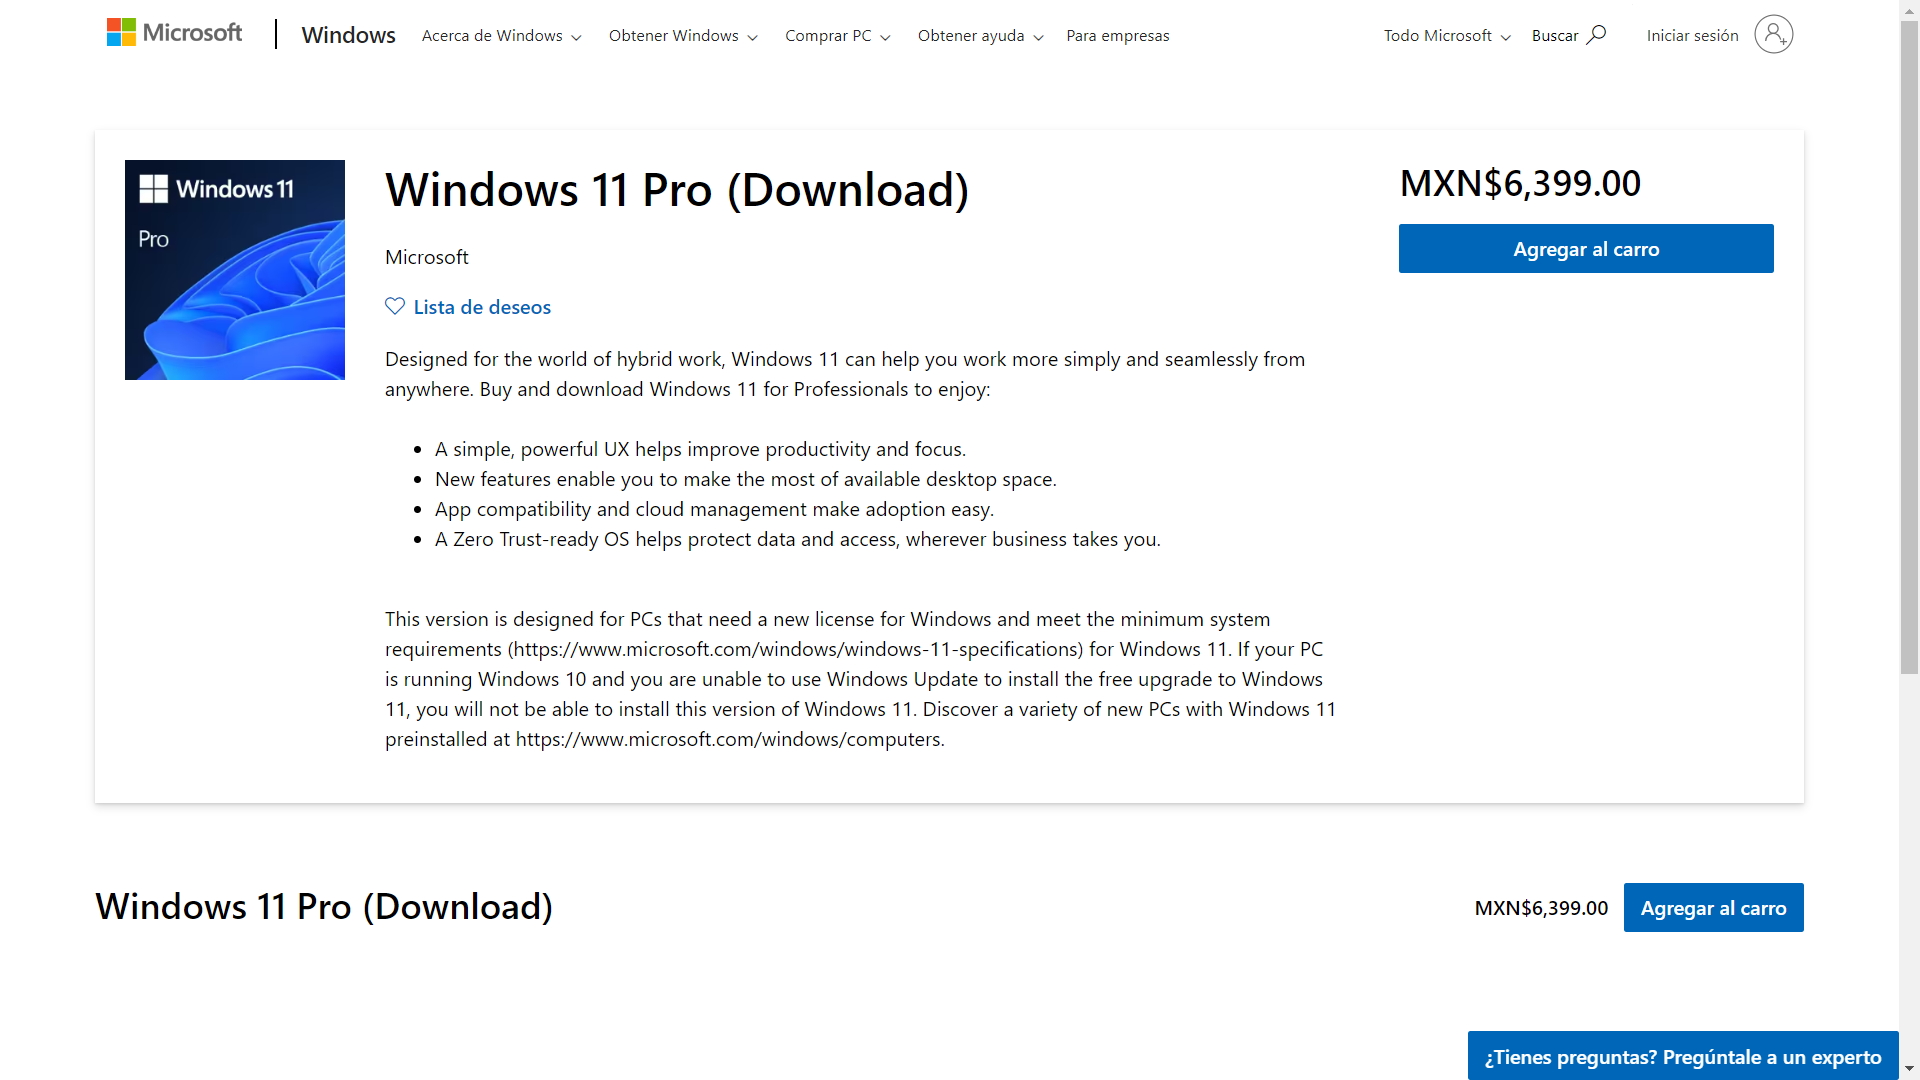 Microsoft
Windows
Acerca de Windows
Obtener Windows
Comprar PC
Obtener ayuda
Para empresas
Todo Microsoft
Buscar
Iniciar sesión
Windows 11
Pro
Windows 11 Pro (Download)
Microsoft
Lista de deseos
Designed for the world of hybrid work, Windows 11 can help you work more simply and seamlessly from
anywhere. Buy and download Windows 11 for Professionals to enjoy:
• A simple, powerful UX helps improve productivity and focus.
• New features enable you to make the most of available desktop space.
• App compatibility and cloud management make adoption easy.
• A Zero Trust-ready OS helps protect data and access, wherever business takes you.
This version is designed for PCs that need a new license for Windows and meet the minimum system
requirements (https://www.microsoft.com/windows/windows-11-specifications) for Windows 11. If your PC
is running Windows 10 and you are unable to use Windows Update to install the free upgrade to Windows
11, you will not be able to install this version of Windows 11. Discover a variety of new PCs with Windows 11
preinstalled at https://www.microsoft.com/windows/computers.
MXN$6,399.00
Agregar al carro
Windows 11 Pro (Download)
MXN$6,399.00
Agregar al carro
¿Tienes preguntas? Pregúntale a un experto